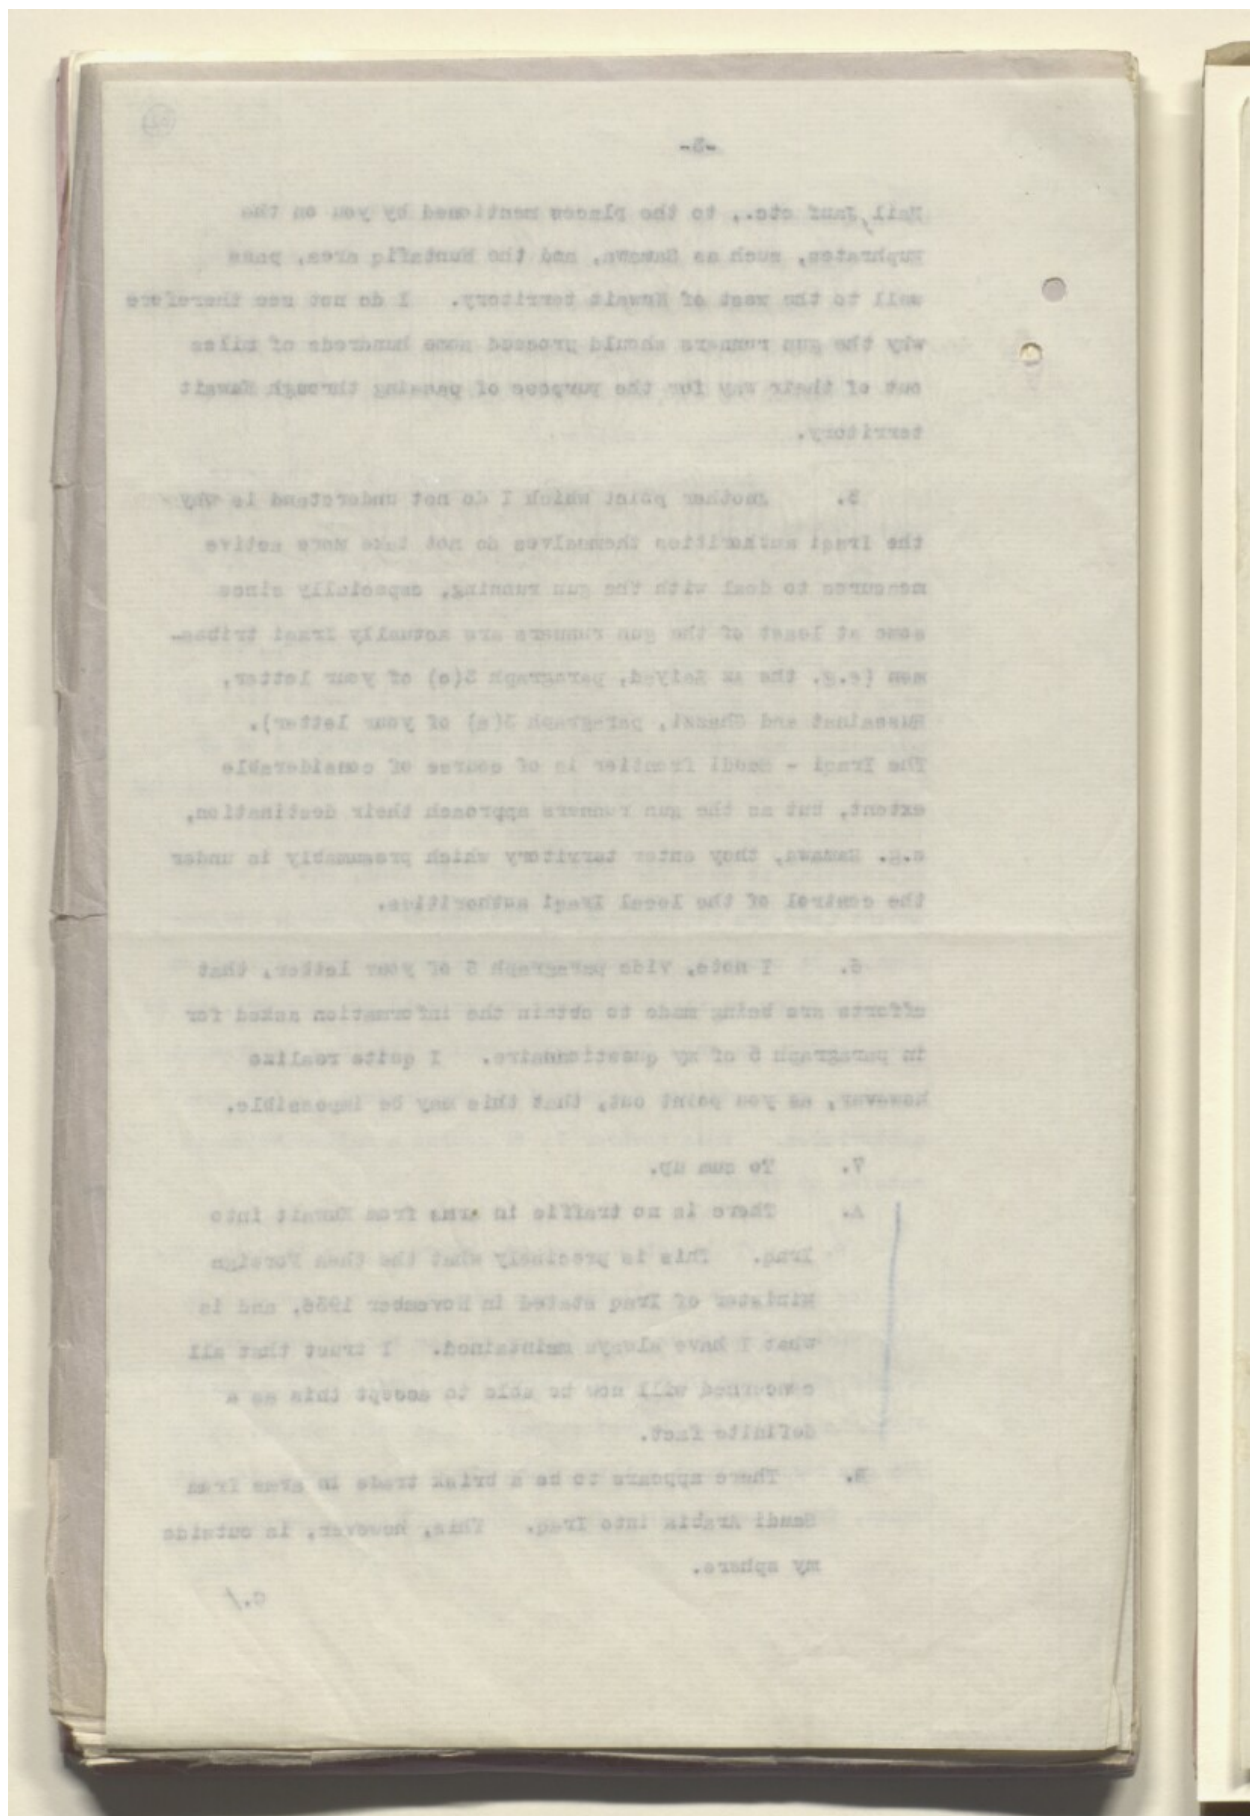 -3-
Hail, Jauf etc., to the places mentioned by you on the
Euphrates, such as Samawa, and the Muntafiq area, pass
well to the west of Kuwait territory. I do not see therefore
why the gun runners should proceed some hundreds of miles
out of their way for the purpose of passing through Kuwait
territory.
5. Another point which I do not understand is why
the Iraqi authorities themselves do not take more active
measures to deal with the gun running, especially since
some at least of the gun runners are actually Iraqi tribes-
men (e.g. the Az Zaiyad, paragraph 3(c) of your letter,
and Ghazzi, paragraph 3(e) of your letter).
The Iraqi - Saudi frontier is of course of considerable
extent, but as the gun runners approach their destination,
e.g. Samawa, they enter territory which presumably is under
the control of the local Iraqi authorities.
6. I note, vide paragraph 5 of your letter, that
efforts are being made to obtain the information asked for
in paragraph 6 of my questionnaire. I quite realize
however, as you point out, that this may be impossible.
7. To sum up.
A. There is no traffic in arms from Kuwait into
Iraq. This is precisely what the then Foreign
Minister of Iraq stated in November 1936, and is
what I have always maintained. I trust that all
concerned will now be able to accept this as a
definite fact.
B. There appears to be a brisk trade in arms from
Saudi Arabia into Iraq. This, however, is outside
my sphere.
C./